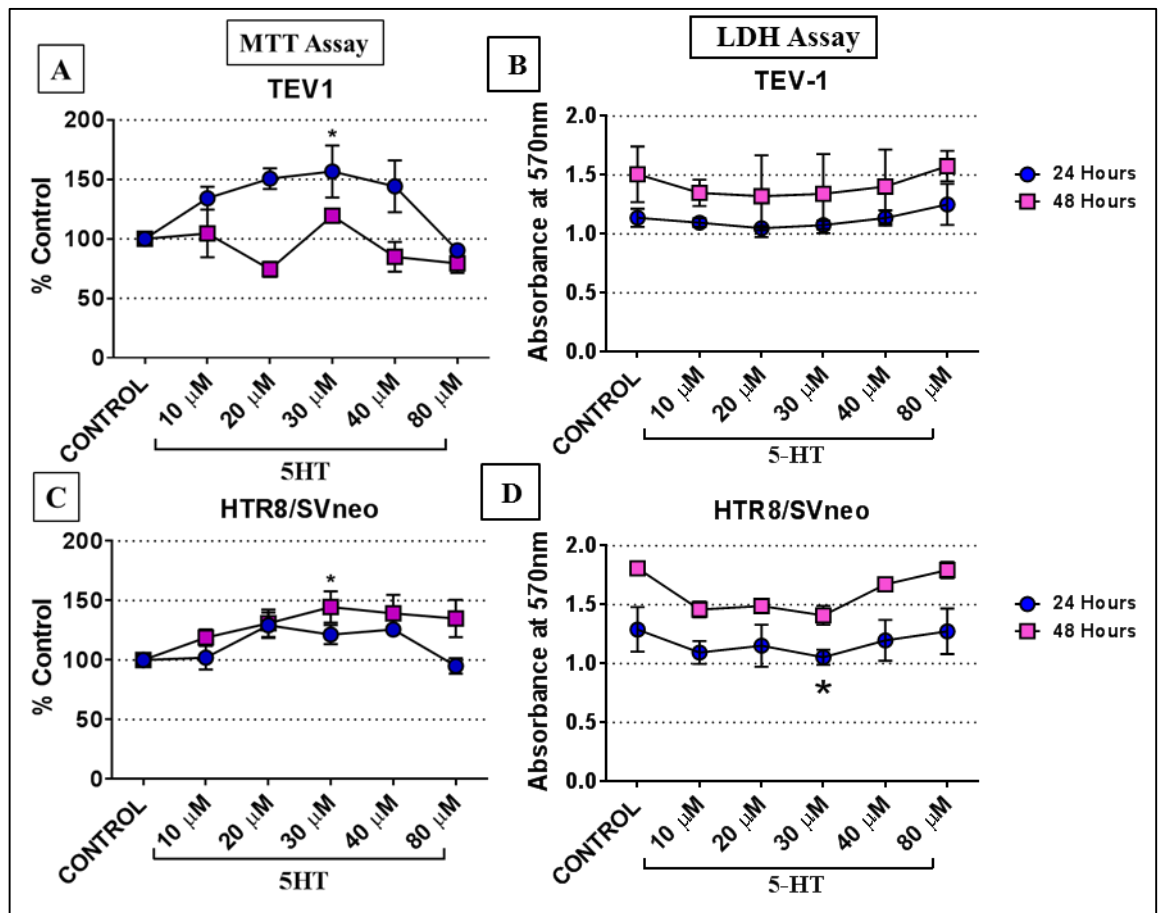 MTT Assay
LDH Assay
A
TEV1
% Control
200
150
100
50
0
*
CONTROL
10 μM
20 μM
30 μM
40 μM
80 μM
5HT
B
TEV-1
Absorbance at 570nm
2.0
1.5
1.0
0.5
0.0
CONTROL
10 μM
20 μM
30 μM
40 μM
80 μM
5-HT
24 Hours
48 Hours
C
HTR8/SVneo
% Control
200
150
100
50
0
*
CONTROL
10 μM
20 μM
30 μM
40 μM
80 μM
5HT
D
HTR8/SVneo
Absorbance at 570nm
2.0
1.5
1.0
0.5
0.0
*
CONTROL
10 μM
20 μM
30 μM
40 μM
80 μM
5-HT
24 Hours
48 Hours